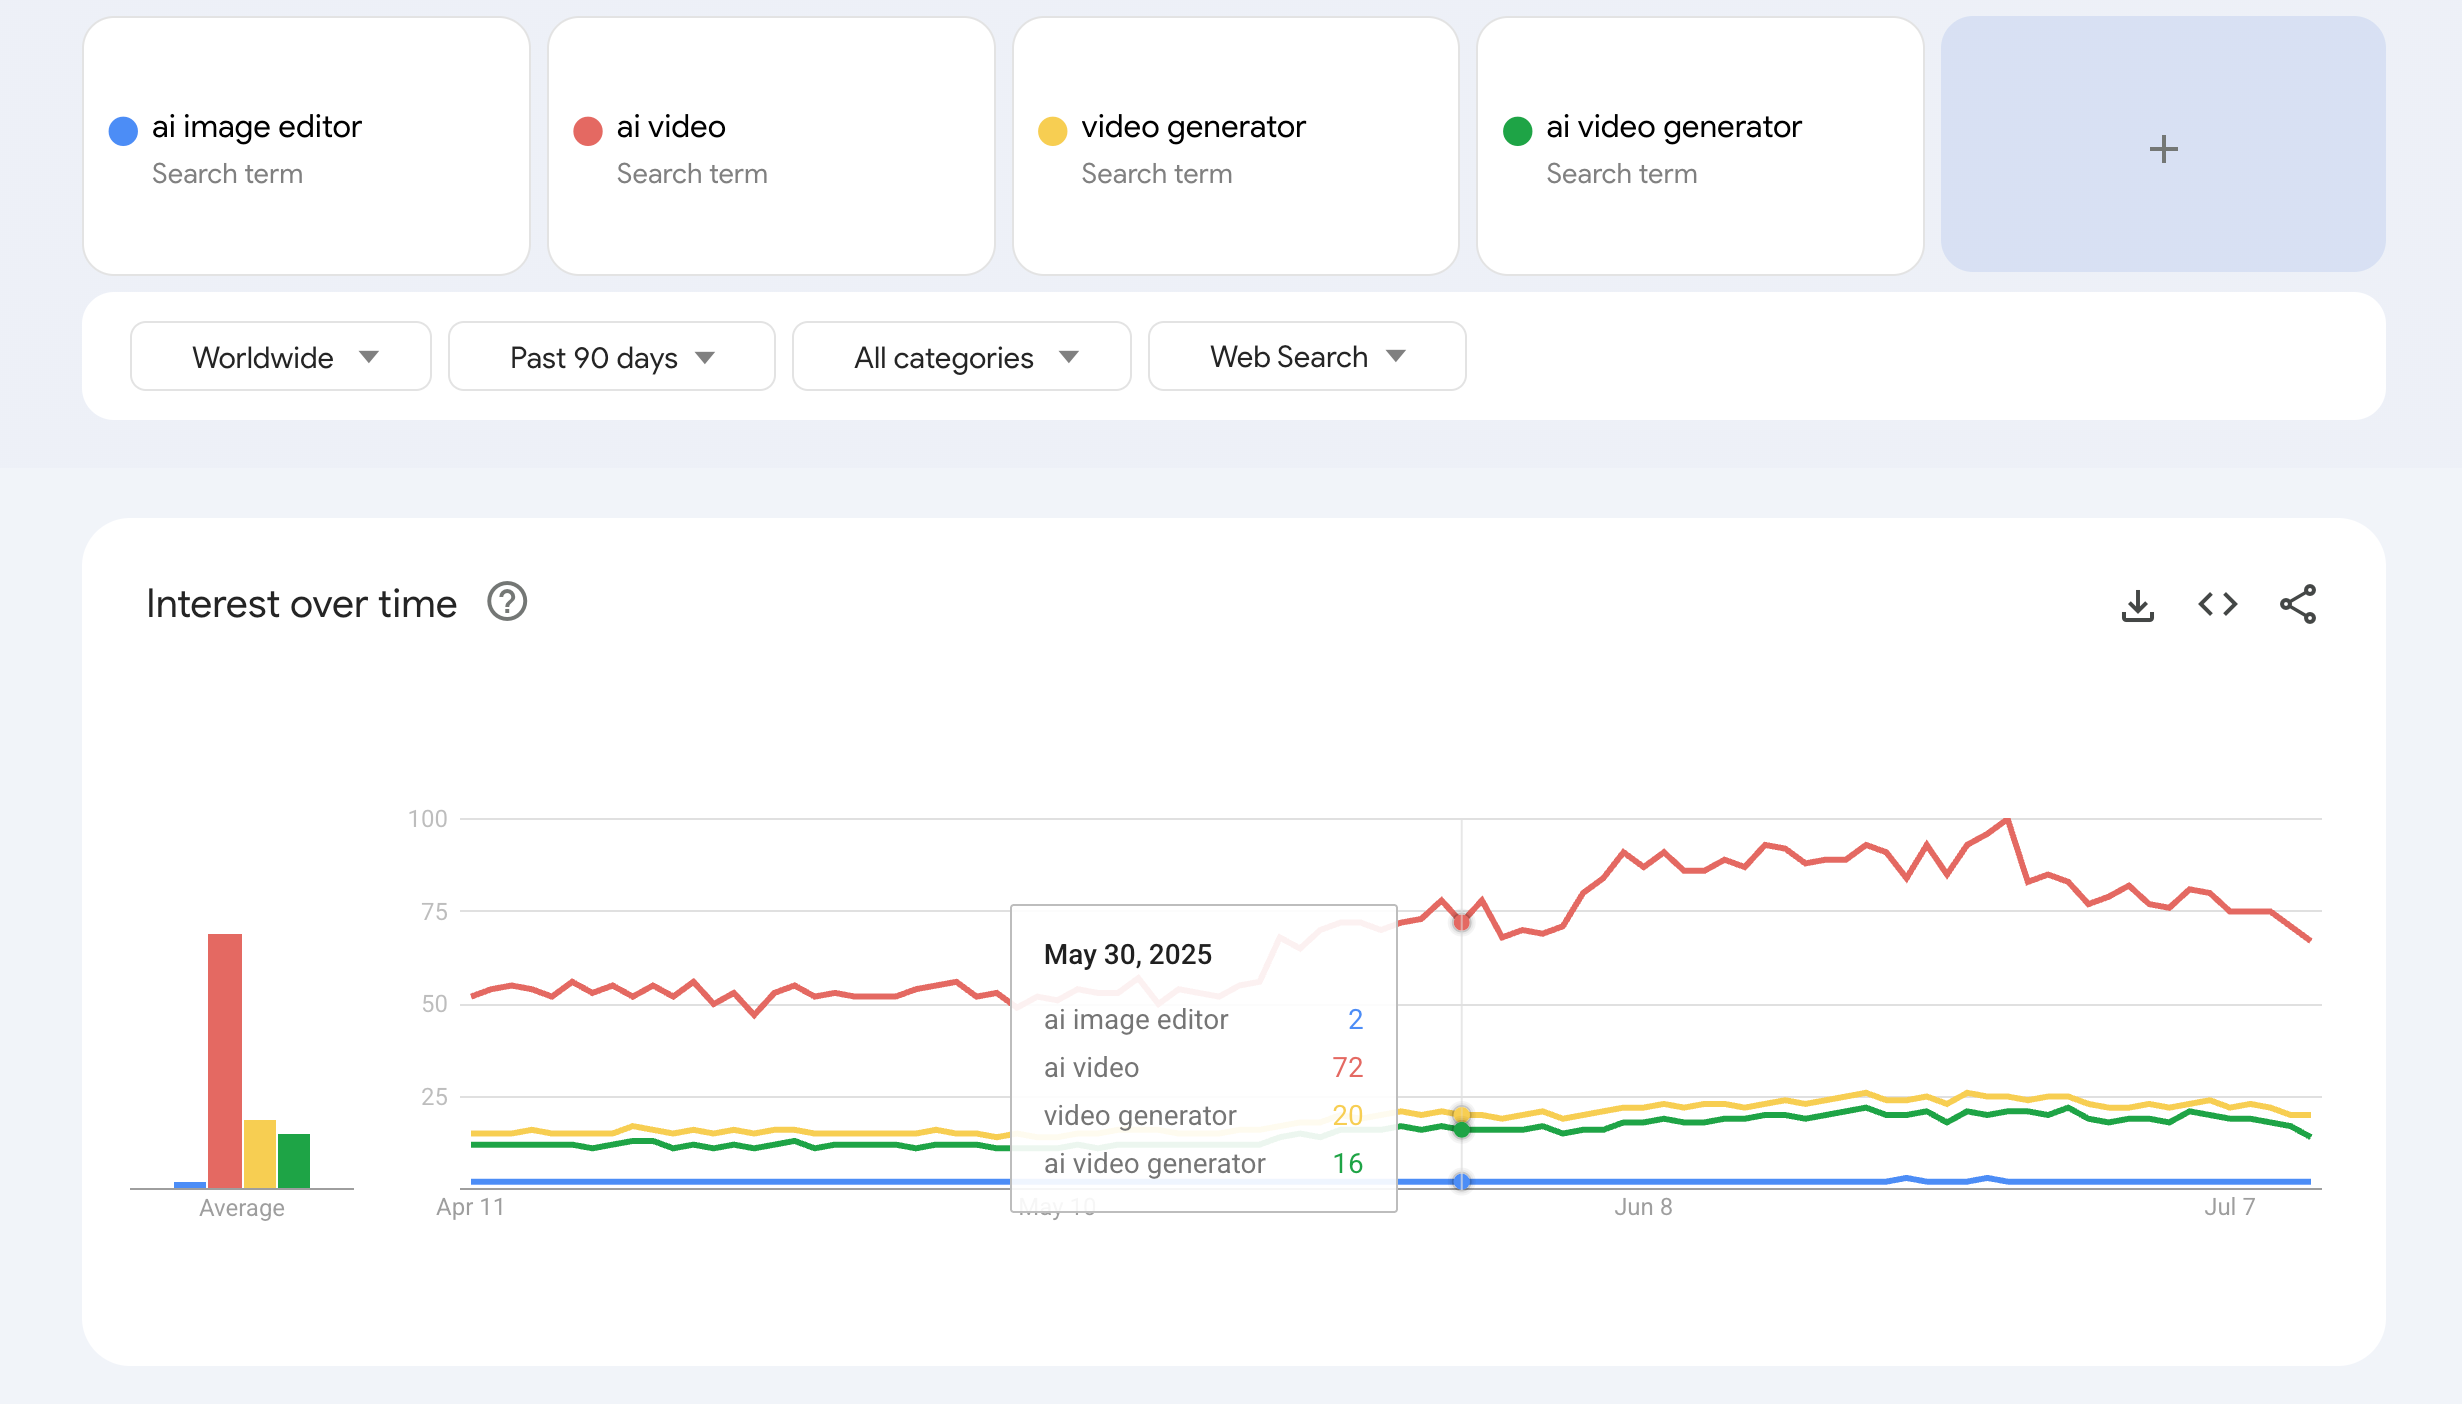 ai image editor
Search term
ai video
Search term
video generator
Search term
ai video generator
Search term
+
Worldwide
Past 90 days
All categories
Web Search
Interest over time
?
100
75
50
25
Average
Apr 11
May 10
Jun 8
Jul 7
May 30, 2025
ai image editor 2
ai video 72
video generator 20
ai video generator 16